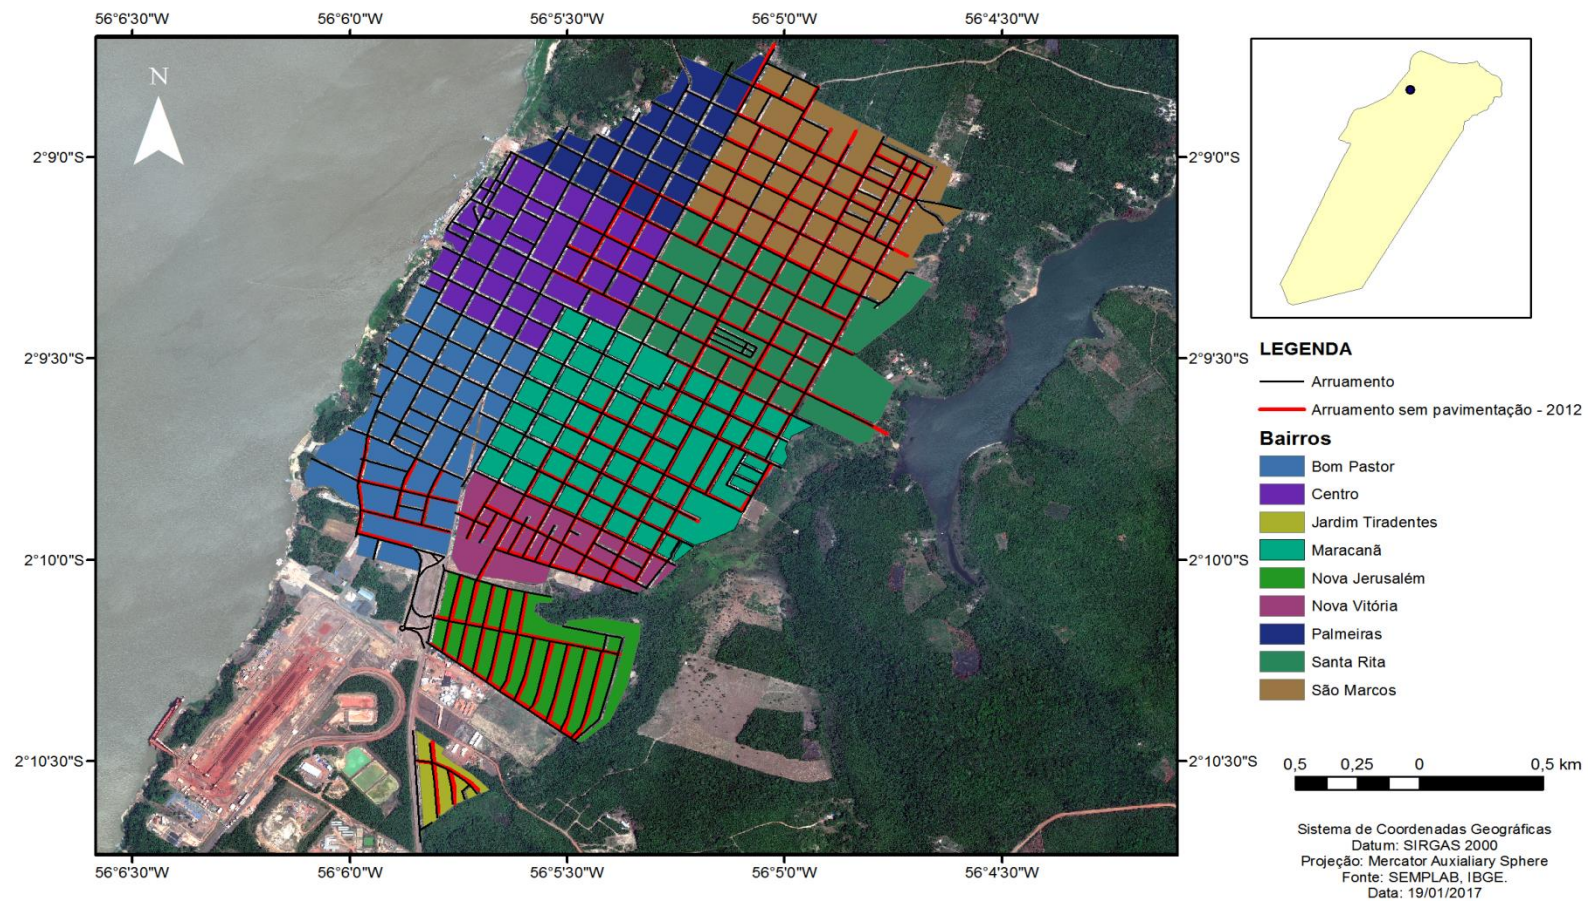 56°6'30"W
56°6'0"W
56°5'30"W
56°5'0"W
56°4'30"W
N
2°9'0"S
2°9'0"S
2°9'30"S
2°9'30"S
2°10'0"S
2°10'0"S
2°10'30"S
2°10'30"S
56°6'30"W
56°6'0"W
56°5'30"W
56°5'0"W
56°4'30"W
LEGENDA
Arruamento
Arruamento sem pavimentação - 2012
Bairros
Bom Pastor
Centro
Jardim Tiradentes
Maracanã
Nova Jerusalém
Nova Vitória
Palmeiras
Santa Rita
São Marcos
0,5 0,25 0 0,5 km
Sistema de Coordenadas Geográficas
Datum: SIRGAS 2000
Projeção: Mercator Auxialiary Sphere
Fonte: SEMPLAB, IBGE.
Data: 19/01/2017